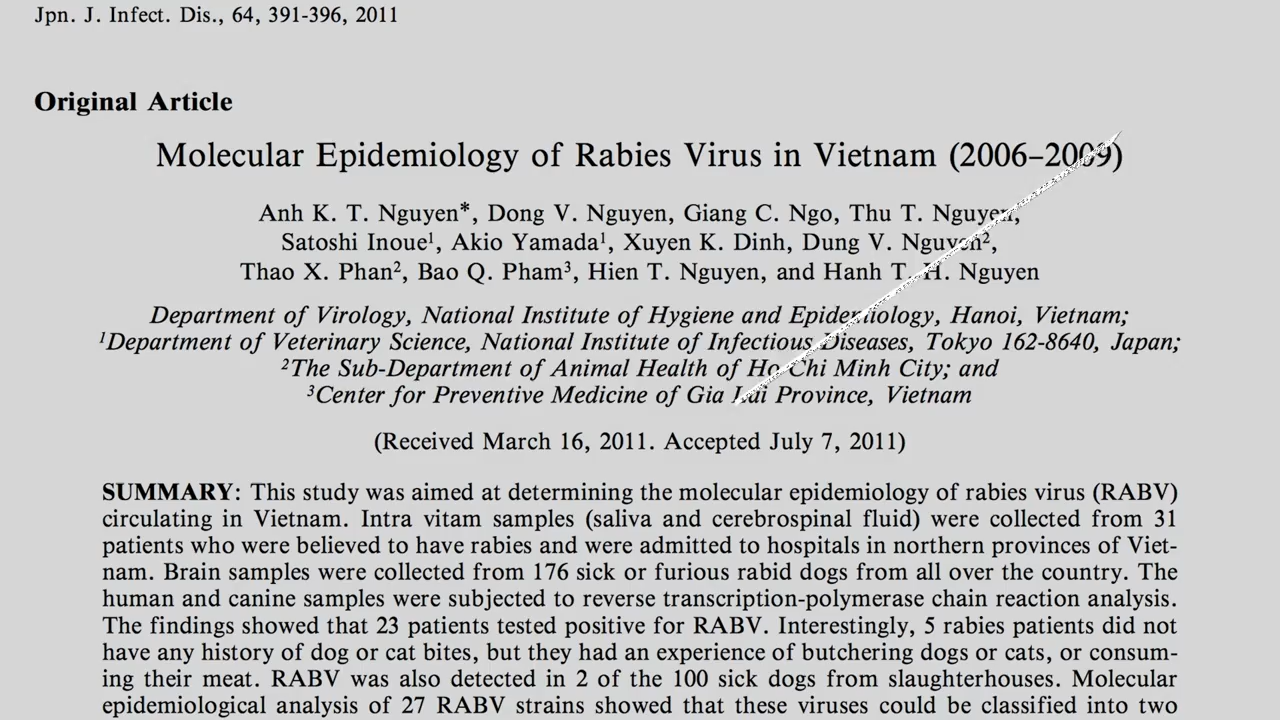 Jpn. J. Infect. Dis., 64, 391-396, 2011
Original Article
Molecular Epidemiology of Rabies Virus in Vietnam (2006–2009)
Anh K. T. Nguyen*, Dong V. Nguyen, Giang C. Ngo, Thu T. Nguyen,
Satoshi Inoue¹, Akio Yamada¹, Xuyen K. Dinh, Dung V. Nguyen²,
Thao X. Phan², Bao Q. Pham³, Hien T. Nguyen, and Hanh T. H. Nguyen
Department of Virology, National Institute of Hygiene and Epidemiology, Hanoi, Vietnam;
¹Department of Veterinary Science, National Institute of Infectious Diseases, Tokyo 162-8640, Japan;
²The Sub-Department of Animal Health of Ho Chi Minh City; and
³Center for Preventive Medicine of Gia Lai Province, Vietnam
(Received March 16, 2011. Accepted July 7, 2011)
SUMMARY: This study was aimed at determining the molecular epidemiology of rabies virus (RABV)
circulating in Vietnam. Intra vitam samples (saliva and cerebrospinal fluid) were collected from 31
patients who were believed to have rabies and were admitted to hospitals in northern provinces of Viet-
nam. Brain samples were collected from 176 sick or furious rabid dogs from all over the country. The
human and canine samples were subjected to reverse transcription-polymerase chain reaction analysis.
The findings showed that 23 patients tested positive for RABV. Interestingly, 5 rabies patients did not
have any history of dog or cat bites, but they had an experience of butchering dogs or cats, or consum-
ing their meat. RABV was also detected in 2 of the 100 sick dogs from slaughterhouses. Molecular
epidemiological analysis of 27 RABV strains showed that these viruses could be classified into two